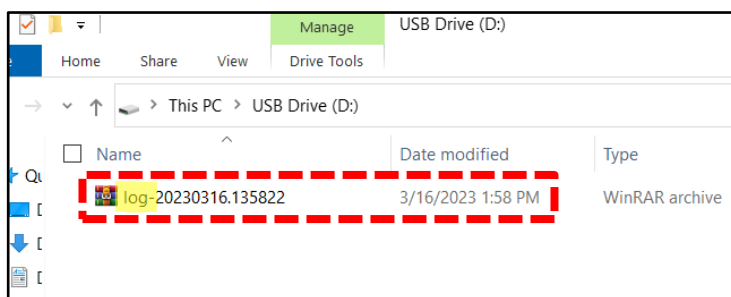 Manage USB Drive (D:)
Home Share View Drive Tools
This PC > USB Drive (D:)
Name Date modified Type
log-20230316.135822 3/16/2023 1:58 PM WinRAR archive